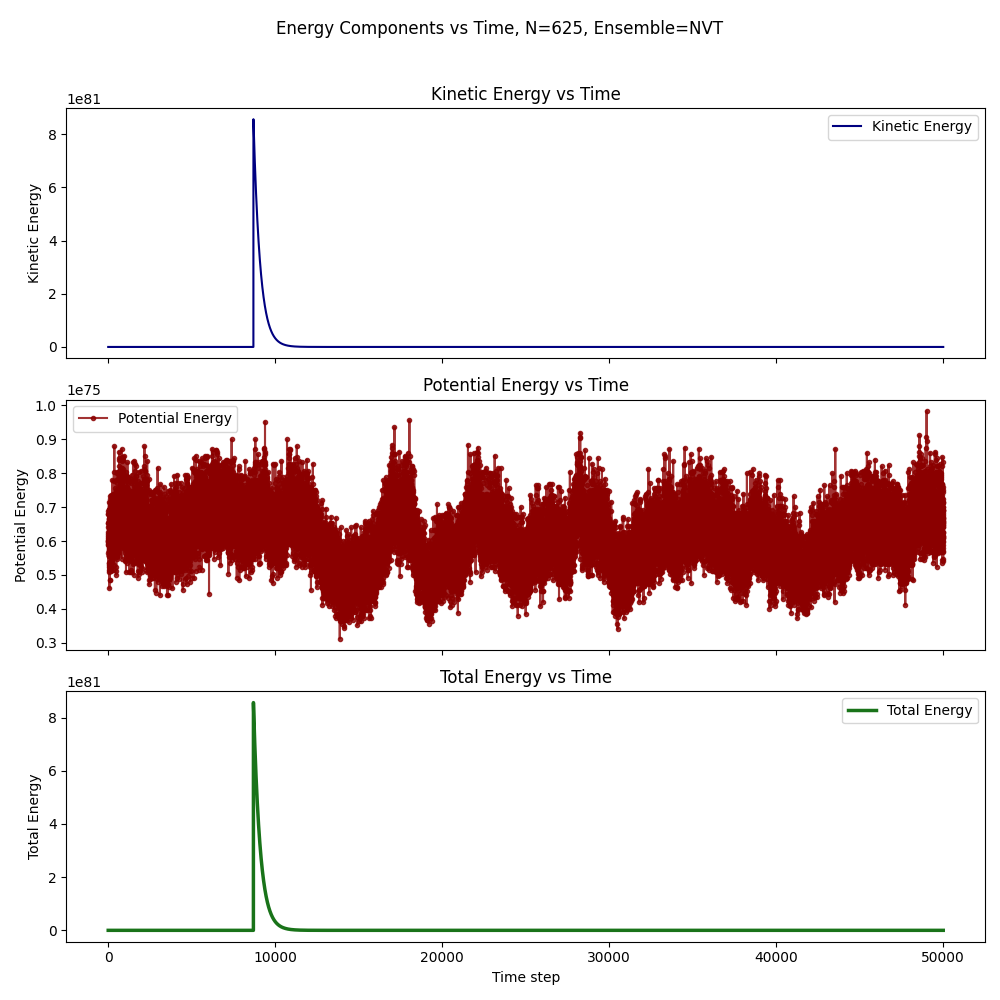 Energy Components vs Time, N=625, Ensemble=NVT
Kinetic Energy vs Time
1e81
Kinetic Energy
8
6
4
2
0
Kinetic Energy
Potential Energy vs Time
1e75
Potential Energy
1.0
0.9
0.8
0.7
0.6
0.5
0.4
0.3
Potential Energy
Total Energy vs Time
1e81
Total Energy
8
6
4
2
0
Total Energy
0 10000 20000 30000 40000 50000
Time step